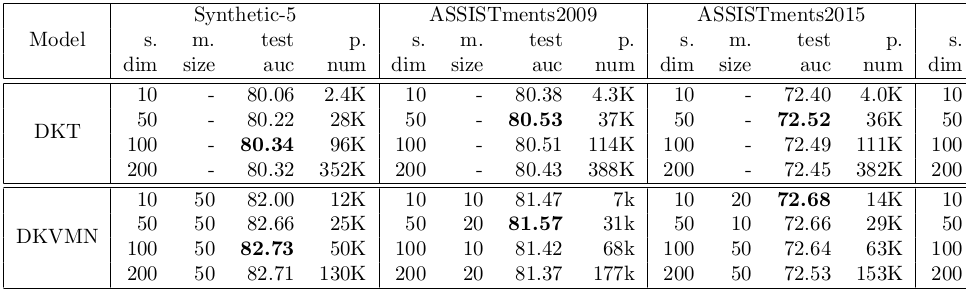 Synthetic-5 ASSISTments2009 ASSISTments2015
Model s. m. test p. s. m. test p. s. m. test p. s.
dim size auc num dim size auc num dim size auc num dim
10 - 80.06 2.4K 10 - 80.38 4.3K 10 - 72.40 4.0K 10
50 - 80.22 28K 50 - 80.53 37K 50 - 72.52 36K 50
DKT
100 - 80.34 96K 100 - 80.51 114K 100 - 72.49 111K 100
200 - 80.32 352K 200 - 80.43 388K 200 - 72.45 382K 200
10 50 82.00 12K 10 10 81.47 7k 10 20 72.68 14K 10
50 50 82.66 25K 50 20 81.57 31k 50 10 72.66 29K 50
DKVMN
100 50 82.73 50K 100 10 81.42 68k 100 50 72.64 63K 100
200 50 82.71 130K 200 20 81.37 177k 200 50 72.53 153K 200